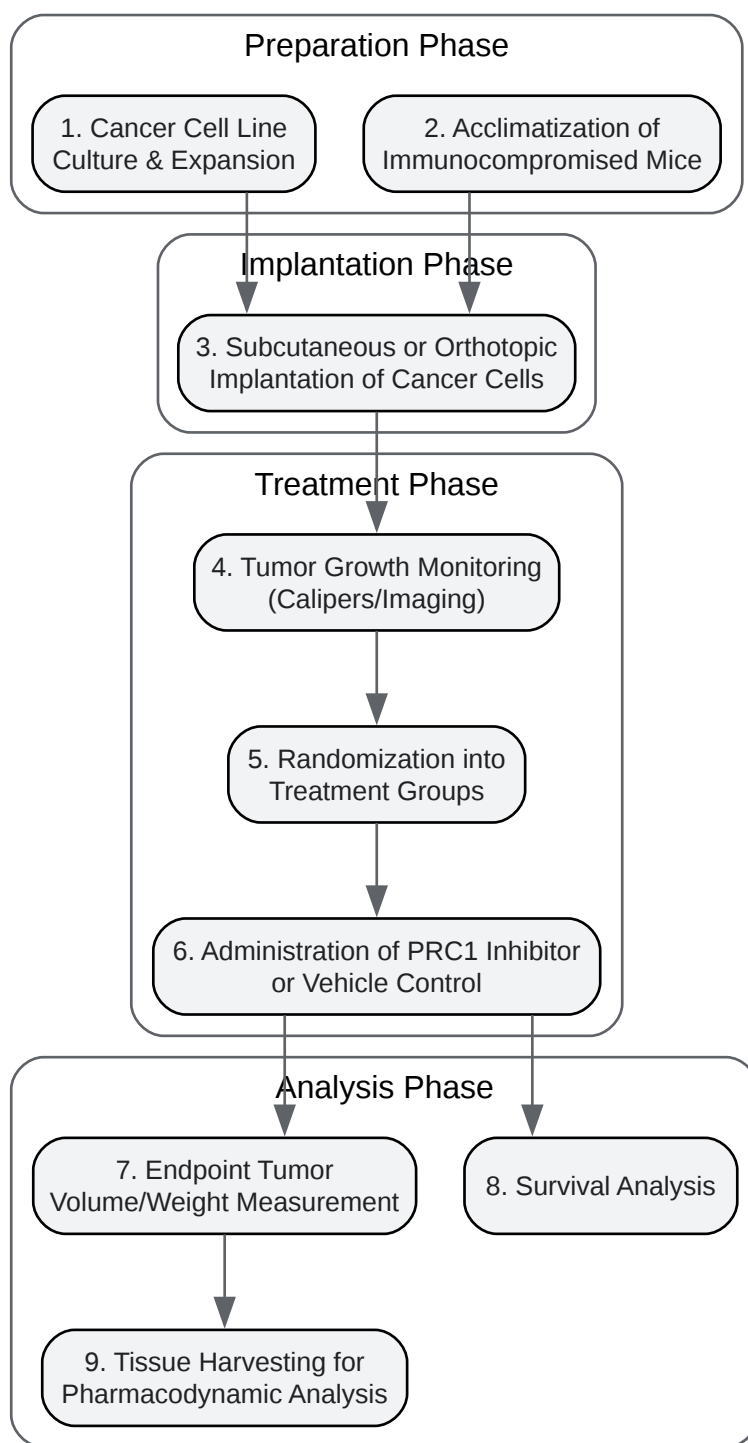 Preparation Phase
1. Cancer Cell Line
Culture & Expansion
2. Acclimatization of
Immunocompromised Mice
Implantation Phase
3. Subcutaneous or Orthotopic
Implantation of Cancer Cells
Treatment Phase
4. Tumor Growth Monitoring
(Calipers/Imaging)
5. Randomization into
Treatment Groups
6. Administration of PRC1 Inhibitor
or Vehicle Control
Analysis Phase
7. Endpoint Tumor
Volume/Weight Measurement
8. Survival Analysis
9. Tissue Harvesting for
Pharmacodynamic Analysis